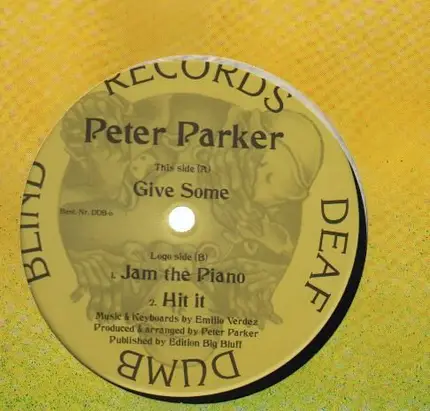 RECORDS
Peter Parker
This side (A)
Give Some
Best. Nr. DDB-6
BLIND
DEAF
Logo side (B)
1. Jam the Piano
2. Hit it
Music & Keyboards by Emilio Verdez
Produced & arranged by Peter Parker
Published by Edition Big Bluff
DUMB